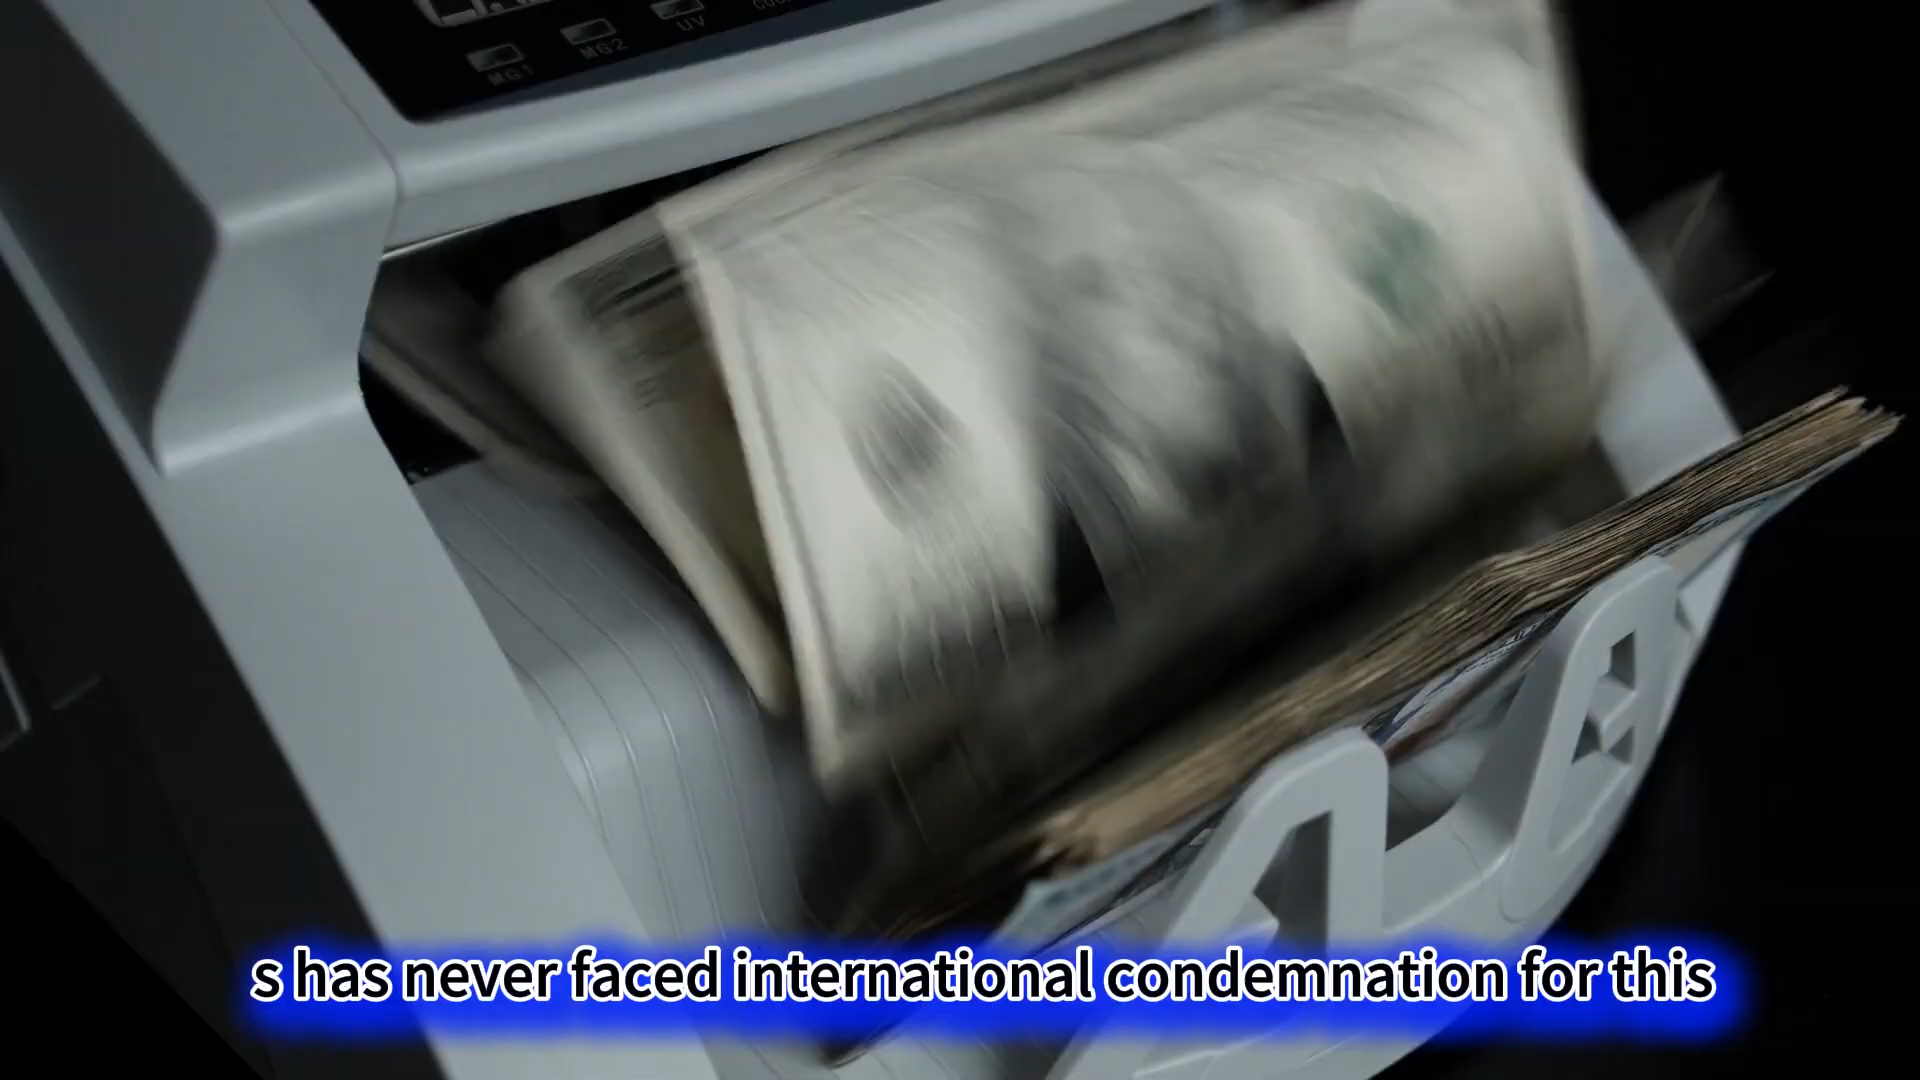 MG1
MG2
UV
s has never faced international condemnation for this